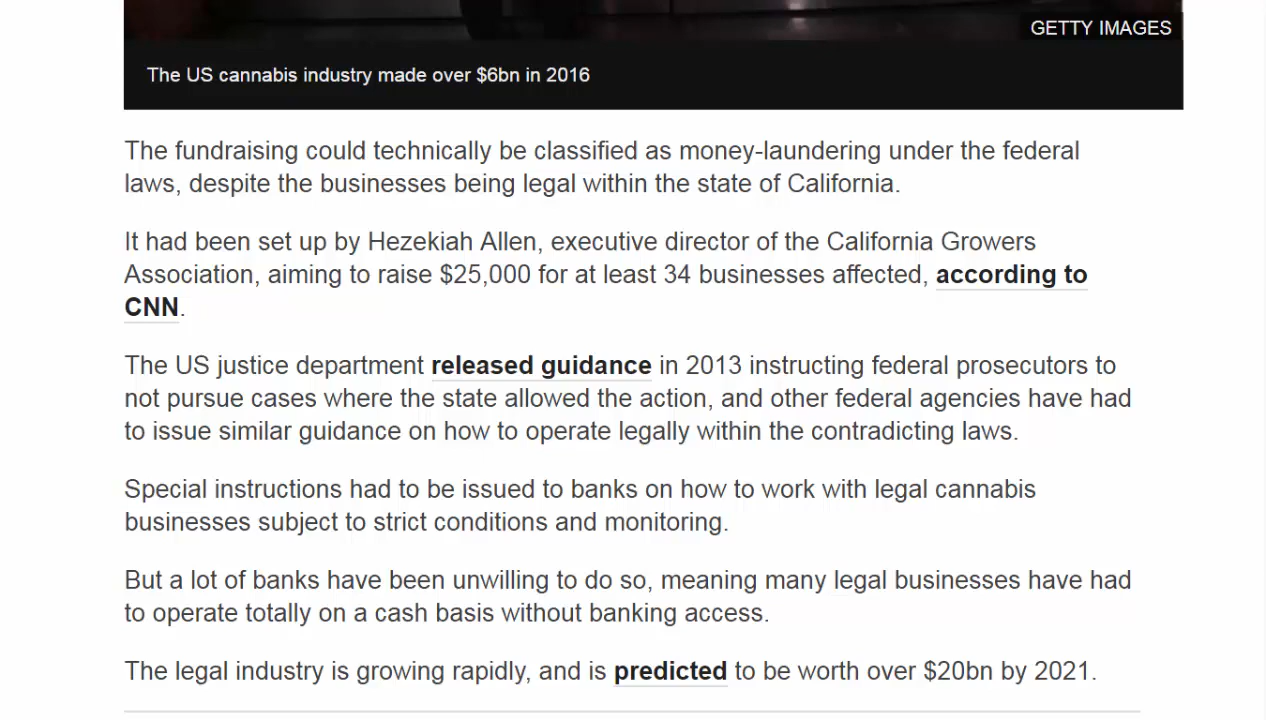 GETTY IMAGES
The US cannabis industry made over $6bn in 2016
The fundraising could technically be classified as money-laundering under the federal
laws, despite the businesses being legal within the state of California.
It had been set up by Hezekiah Allen, executive director of the California Growers
Association, aiming to raise $25,000 for at least 34 businesses affected, according to
CNN.
The US justice department released guidance in 2013 instructing federal prosecutors to
not pursue cases where the state allowed the action, and other federal agencies have had
to issue similar guidance on how to operate legally within the contradicting laws.
Special instructions had to be issued to banks on how to work with legal cannabis
businesses subject to strict conditions and monitoring.
But a lot of banks have been unwilling to do so, meaning many legal businesses have had
to operate totally on a cash basis without banking access.
The legal industry is growing rapidly, and is predicted to be worth over $20bn by 2021.